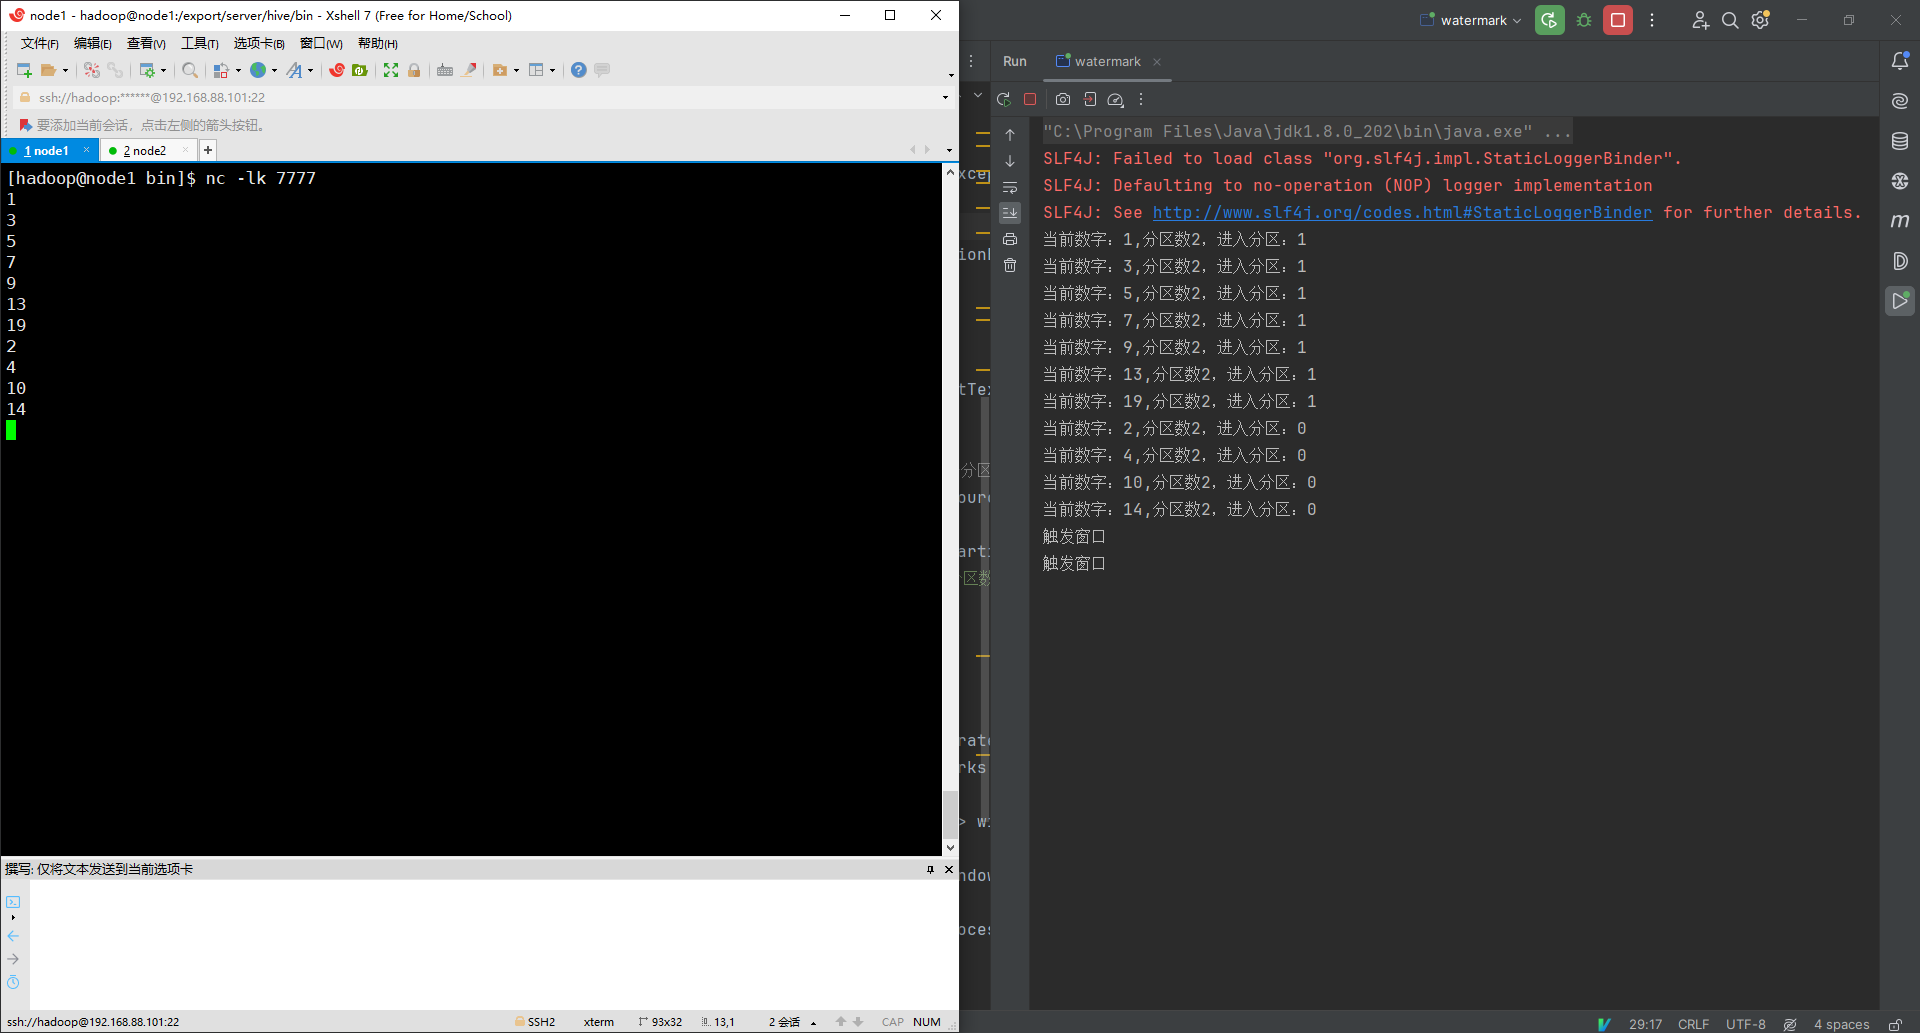 node1 - hadoop@node1:/export/server/hive/bin - Xshell 7 (Free for Home/School)
文件(F) 编辑(E) 查看(V) 工具(T) 选项卡(B) 窗口(W) 帮助(H)
ssh://hadoop:******@192.168.88.101:22
要添加当前会话，点击左侧的箭头按钮。
1 node1 2 node2
[hadoop@node1 bin]$ nc -lk 7777
1
3
5
7
9
13
19
2
4
10
14
撰写: 仅将文本发送到当前选项卡
ssh://hadoop@192.168.88.101:22 SSH2 xterm 93x32 13,1 2 会话 CAP NUM
watermark
Run watermark
"C:\Program Files\Java\jdk1.8.0_202\bin\java.exe" ...
SLF4J: Failed to load class "org.slf4j.impl.StaticLoggerBinder".
SLF4J: Defaulting to no-operation (NOP) logger implementation
SLF4J: See http://www.slf4j.org/codes.html#StaticLoggerBinder for further details.
当前数字：1,分区数2，进入分区：1
当前数字：3,分区数2，进入分区：1
当前数字：5,分区数2，进入分区：1
当前数字：7,分区数2，进入分区：1
当前数字：9,分区数2，进入分区：1
当前数字：13,分区数2，进入分区：1
当前数字：19,分区数2，进入分区：1
当前数字：2,分区数2，进入分区：0
当前数字：4,分区数2，进入分区：0
当前数字：10,分区数2，进入分区：0
当前数字：14,分区数2，进入分区：0
触发窗口
触发窗口
29:17 CRLF UTF-8 4 spaces